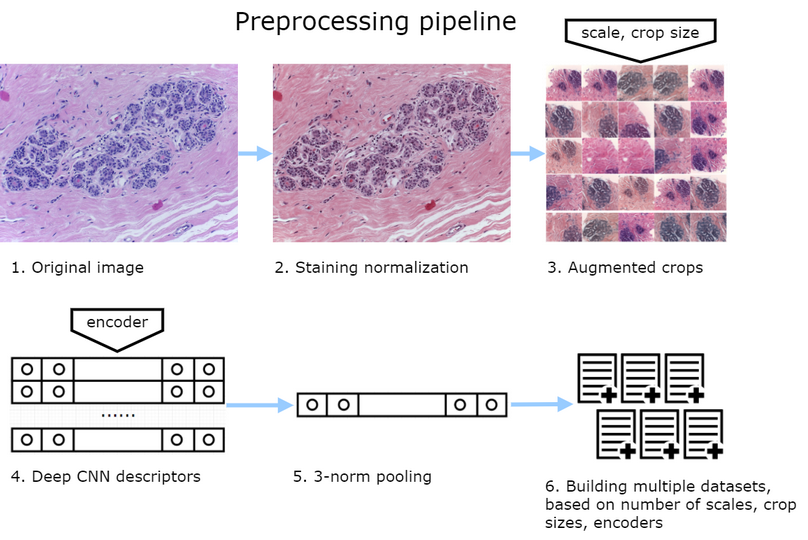 Preprocessing pipeline
scale, crop size
1. Original image
2. Staining normalization
3. Augmented crops
encoder
......
4. Deep CNN descriptors
5. 3-norm pooling
6. Building multiple datasets,
based on number of scales, crop
sizes, encoders